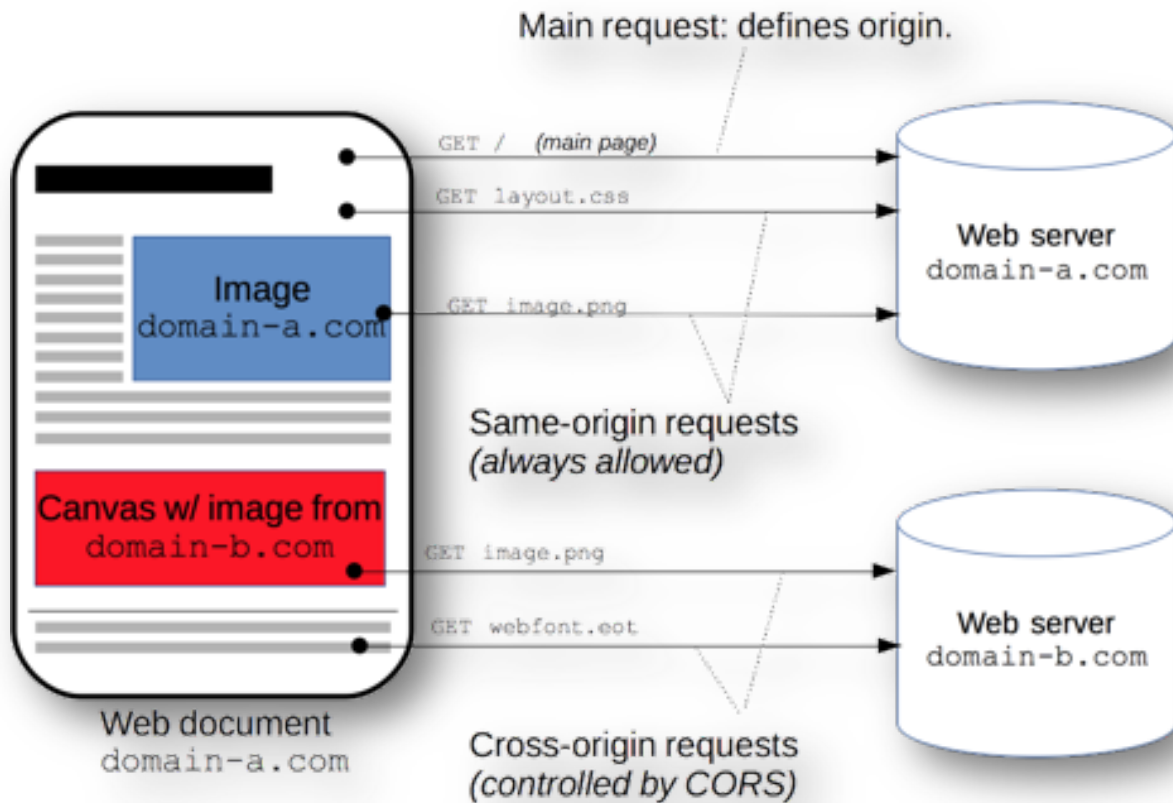 Main request: defines origin.
GET / (main page)
GET layout.css
Web server
domain-a.com
Image
domain-a.com
GET image.png
Same-origin requests
(always allowed)
Canvas w/ image from
domain-b.com
GET image.png
GET webfont.eot
Web server
domain-b.com
Web document
domain-a.com
Cross-origin requests
(controlled by CORS)